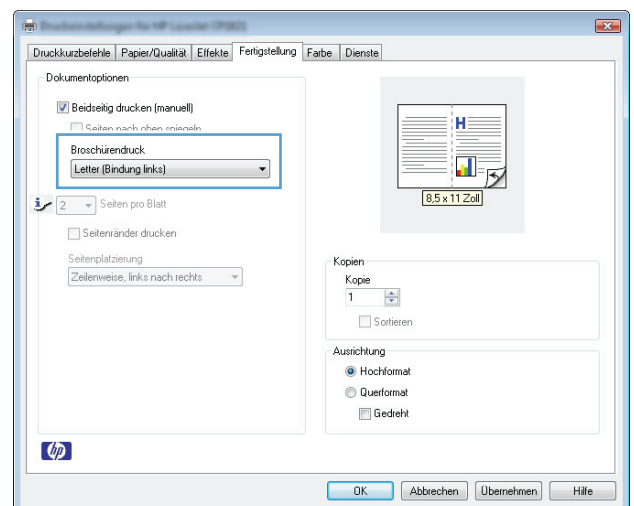 Druckkurzbefehle Papier/Qualität Effekte Fertigstellung Farbe Dienste
Dokumentoptionen
Beidseitig drucken (manuell)
Seiten nach oben spiegeln
Broschürendruck
Letter (Bindung links)
2 Seiten pro Blatt
Seitenränder drucken
Seitenplatzierung
Zeilenweise, links nach rechts
H
8,5 x 11 Zoll
Kopien
Kopie
1
Sortieren
Ausrichtung
Hochformat
Querformat
Gedreht
hp
OK Abbrechen Übernehmen Hilfe